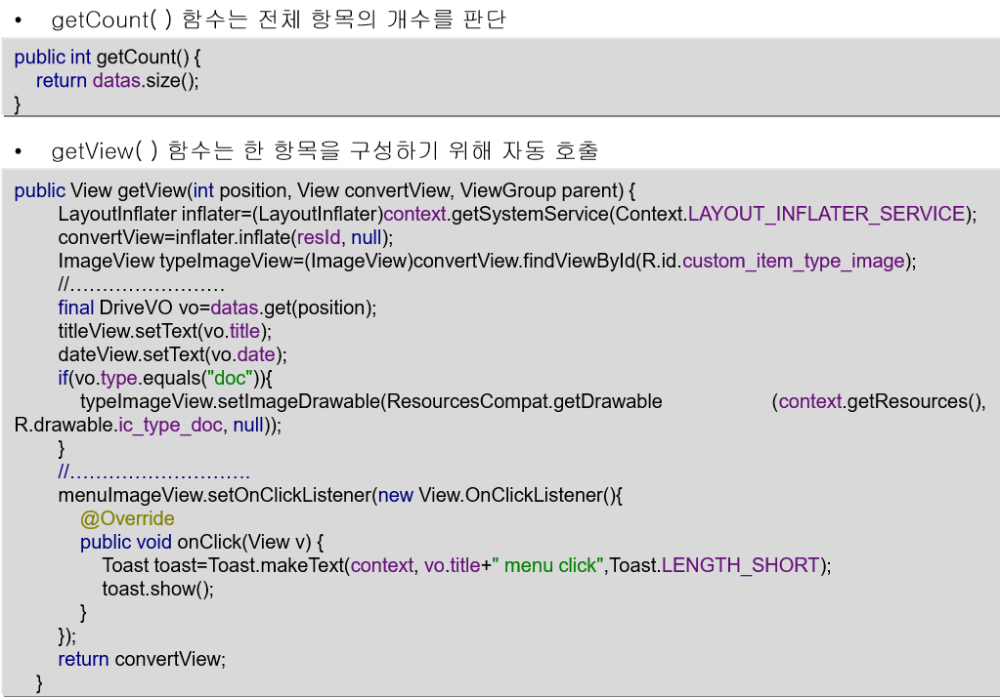 • getCount( ) 함수는 전체 항목의 개수를 판단
public int getCount() {
return datas.size();
}
• getView( ) 함수는 한 항목을 구성하기 위해 자동 호출
public View getView(int position, View convertView, ViewGroup parent) {
LayoutInflater inflater=(LayoutInflater)context.getSystemService(Context.LAYOUT_INFLATER_SERVICE);
convertView=inflater.inflate(resId, null);
ImageView typeImageView=(ImageView)convertView.findViewById(R.id.custom_item_type_image);
//……………………
final DriveVO vo=datas.get(position);
titleView.setText(vo.title);
dateView.setText(vo.date);
if(vo.type.equals("doc")){
typeImageView.setImageDrawable(ResourcesCompat.getDrawable (context.getResources(),
R.drawable.ic_type_doc, null));
}
//……………………….
menuImageView.setOnClickListener(new View.OnClickListener(){
@Override
public void onClick(View v) {
Toast toast=Toast.makeText(context, vo.title+" menu click",Toast.LENGTH_SHORT);
toast.show();
}
});
return convertView;
}